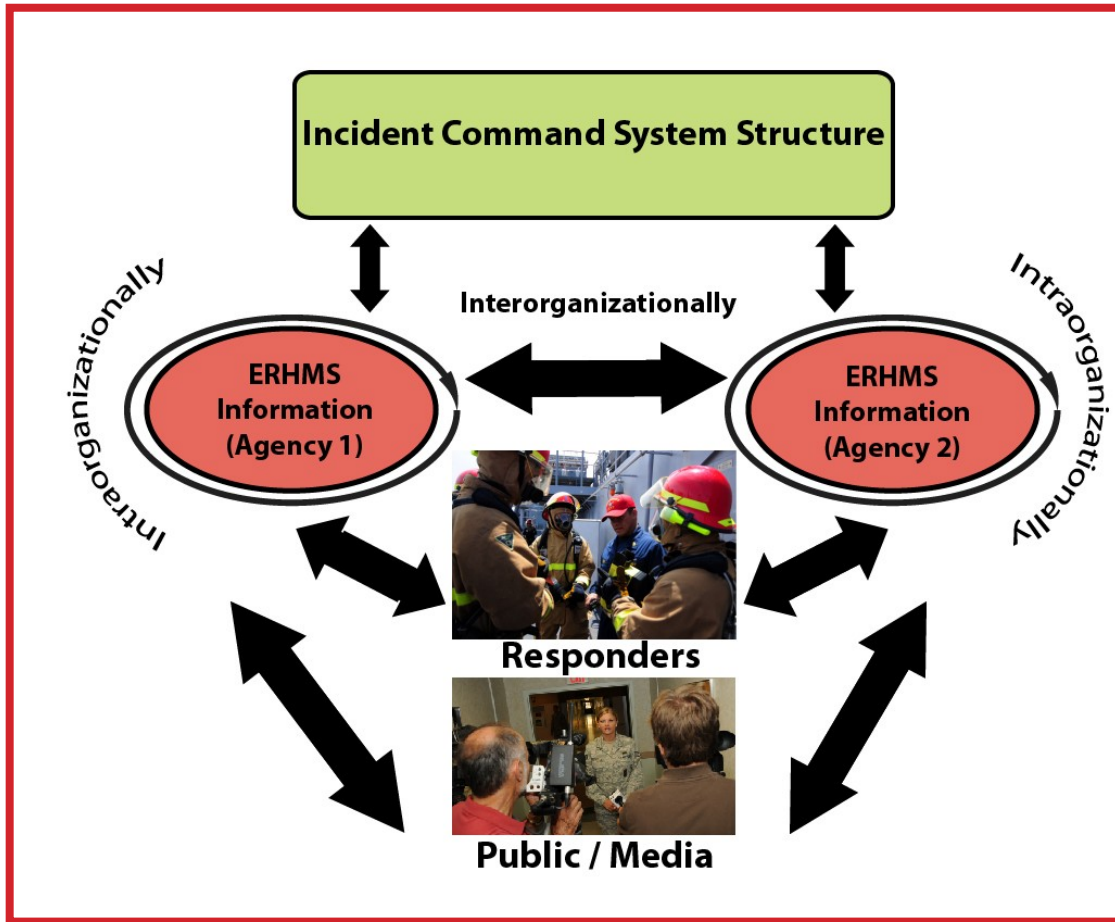 Incident Command System Structure
Interorganizationally
Intraorganizationally
Intraorganizationally
ERHMS
Information
(Agency 1)
ERHMS
Information
(Agency 2)
Responders
Public / Media